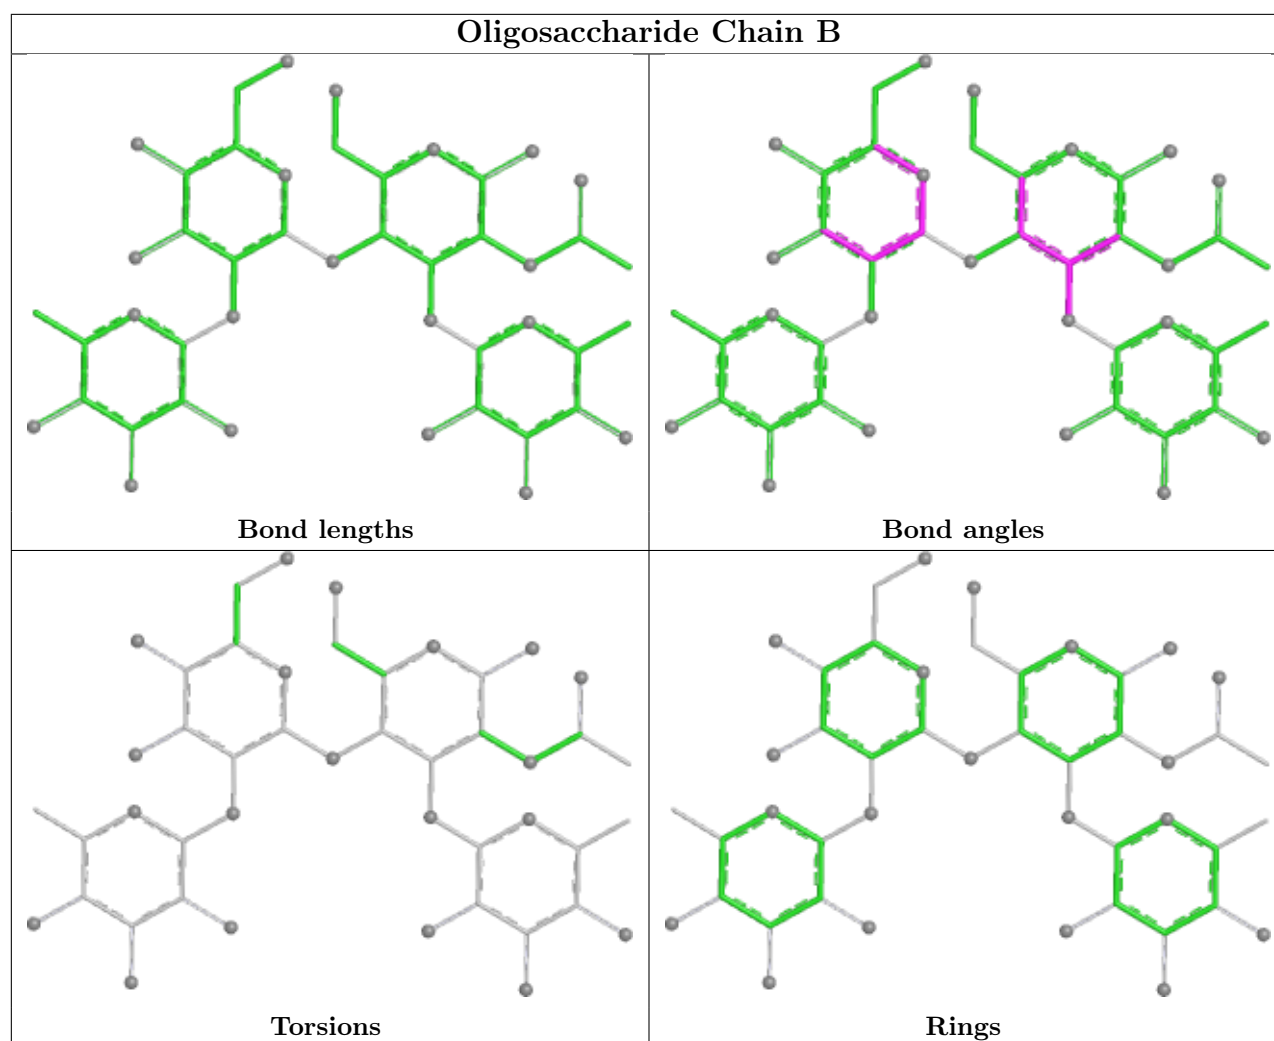 Oligosaccharide Chain B
Bond lengths
Bond angles
Torsions
Rings